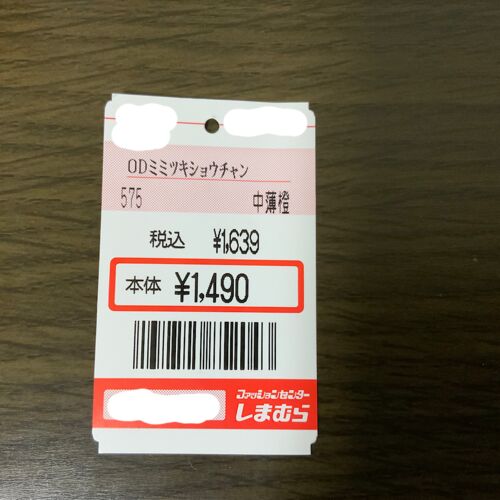 ODミミツキショウチャン
575 中薄橙
税込 ¥1,639
本体 ¥1,490
ファッションセンター
しまむら